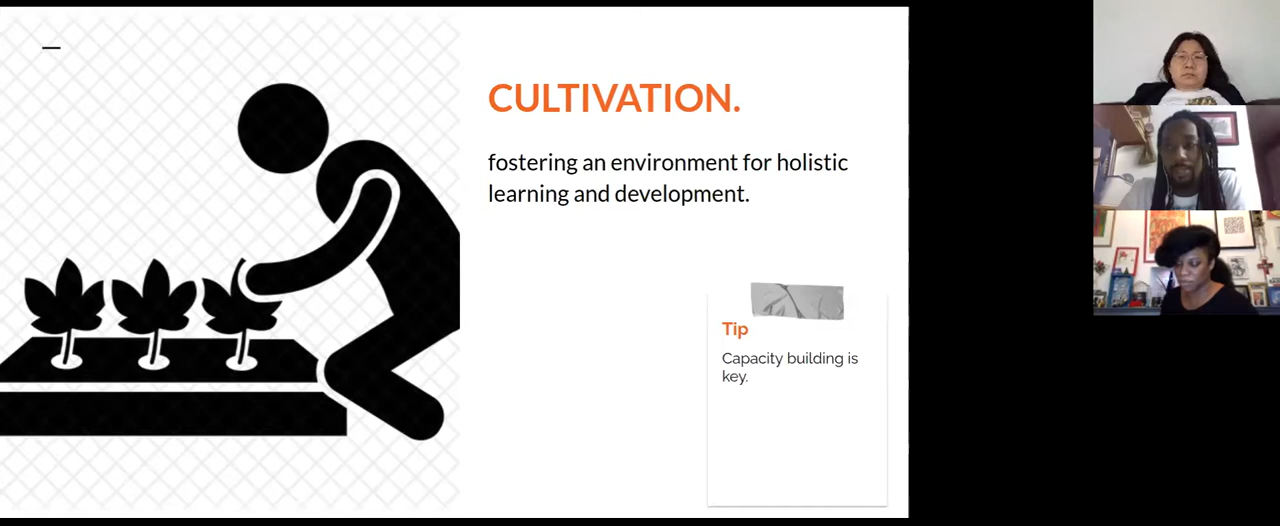 CULTIVATION.
fostering an environment for holistic
learning and development.
Tip
Capacity building is
key.